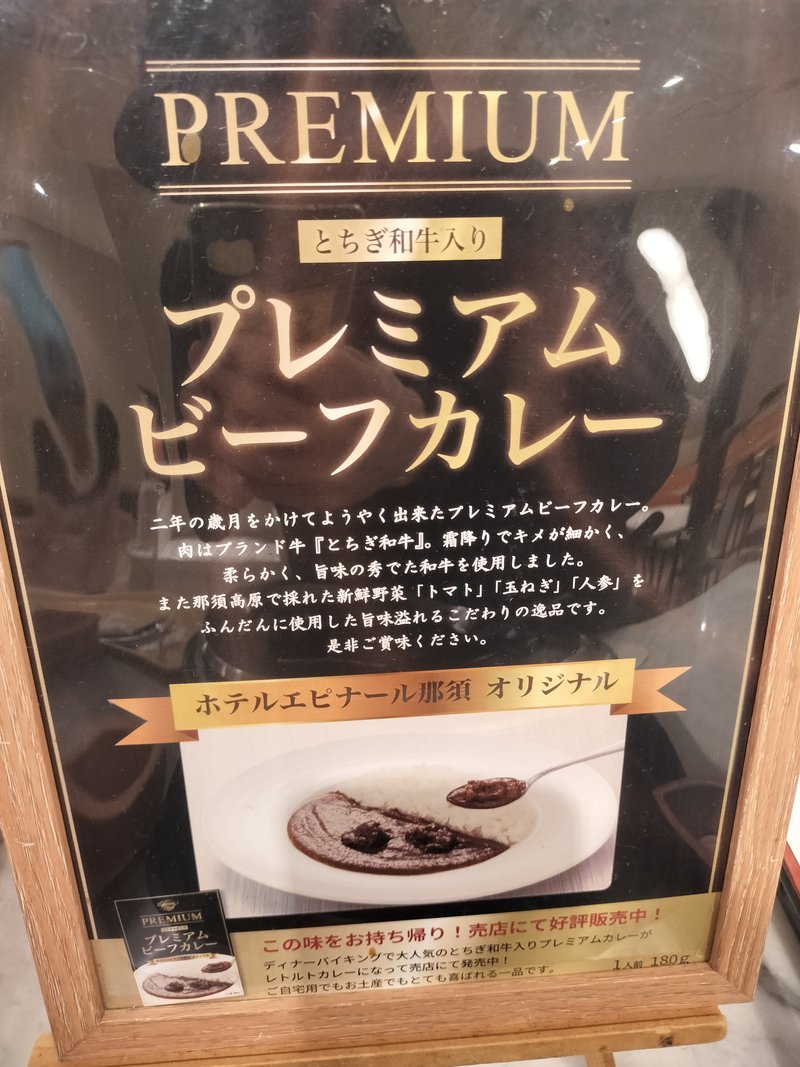 PREMIUM
とちぎ和牛入り
プレミアム
ビーフカレー
二年の歳月をかけてようやく出来たプレミアムビーフカレー。
肉はブランド牛『とちぎ和牛』。霜降りでキメが細かく、
柔らかく、旨味の秀でた和牛を使用しました。
また那須高原で採れた新鮮野菜「トマト」「玉ねぎ」「人参」を
ふんだんに使用した旨味溢れるこだわりの逸品です。
是非ご賞味ください。
ホテルエピナール那須 オリジナル
PREMIUM
プレミアム
ビーフカレー
この味をお持ち帰り！売店にて好評販売中！
ディナーバイキングで大人気のとちぎ和牛入りプレミアムカレーが
レトルトカレーになって売店にて発売中！
ご自宅用でもお土産でもとても喜ばれる一品です。
1人前 180g